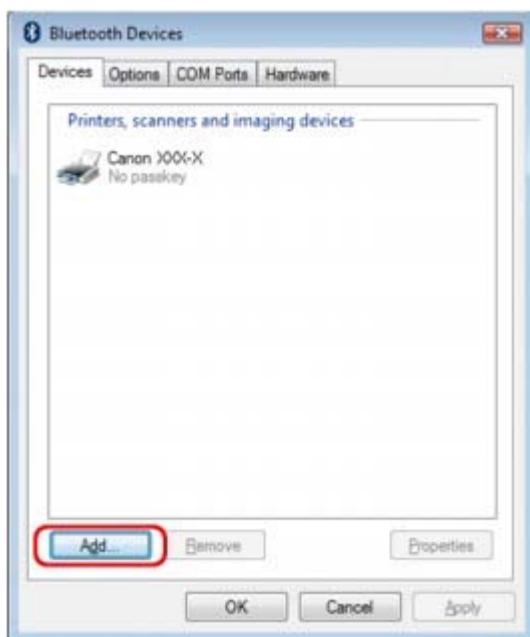 Bluetooth Devices
Devices Options COM Ports Hardware
Printers, scanners and imaging devices
Canon XXX-X
No passkey
Add... Remove Properties
OK Cancel Apply